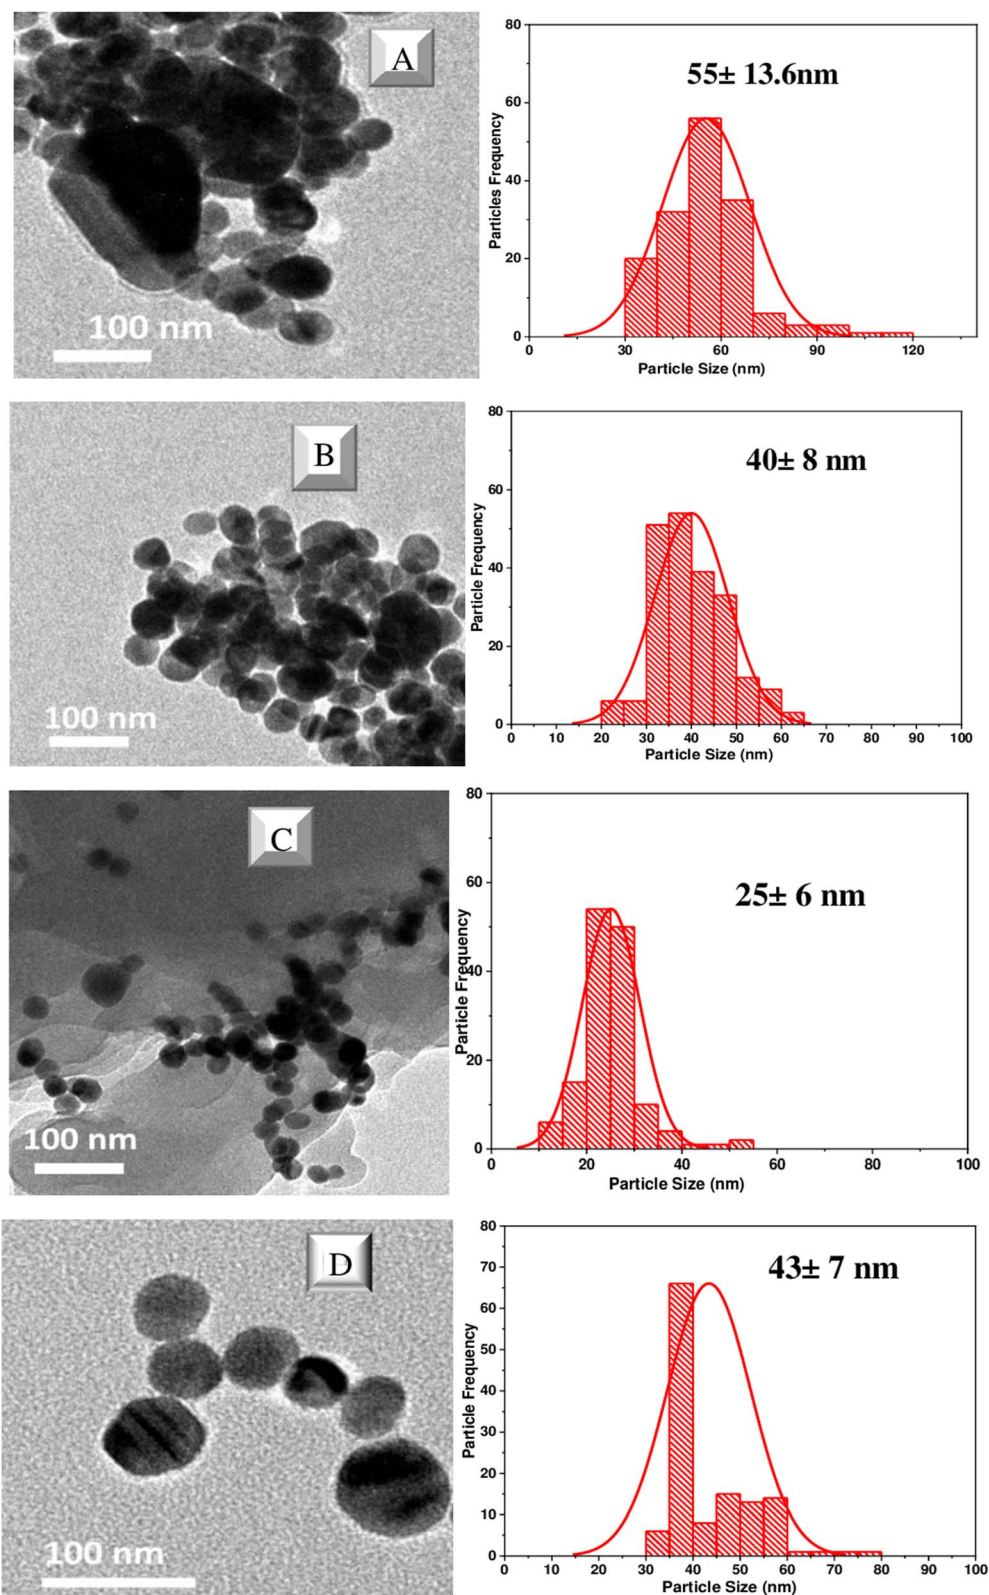 A
100 nm
80
60
40
20
0
Particles Frequency
55± 13.6nm
0 30 60 90 120
Particle Size (nm)
B
100 nm
80
60
40
20
0
Particle Frequency
40± 8 nm
0 10 20 30 40 50 60 70 80 90 100
Particle Size (nm)
C
100 nm
80
60
40
20
0
Particle Frequency
25± 6 nm
0 20 40 60 80 100
Particle Size (nm)
D
100 nm
80
70
60
50
40
30
20
10
0
Particle Frequency
43± 7 nm
0 10 20 30 40 50 60 70 80 90 100
Particle Size (nm)